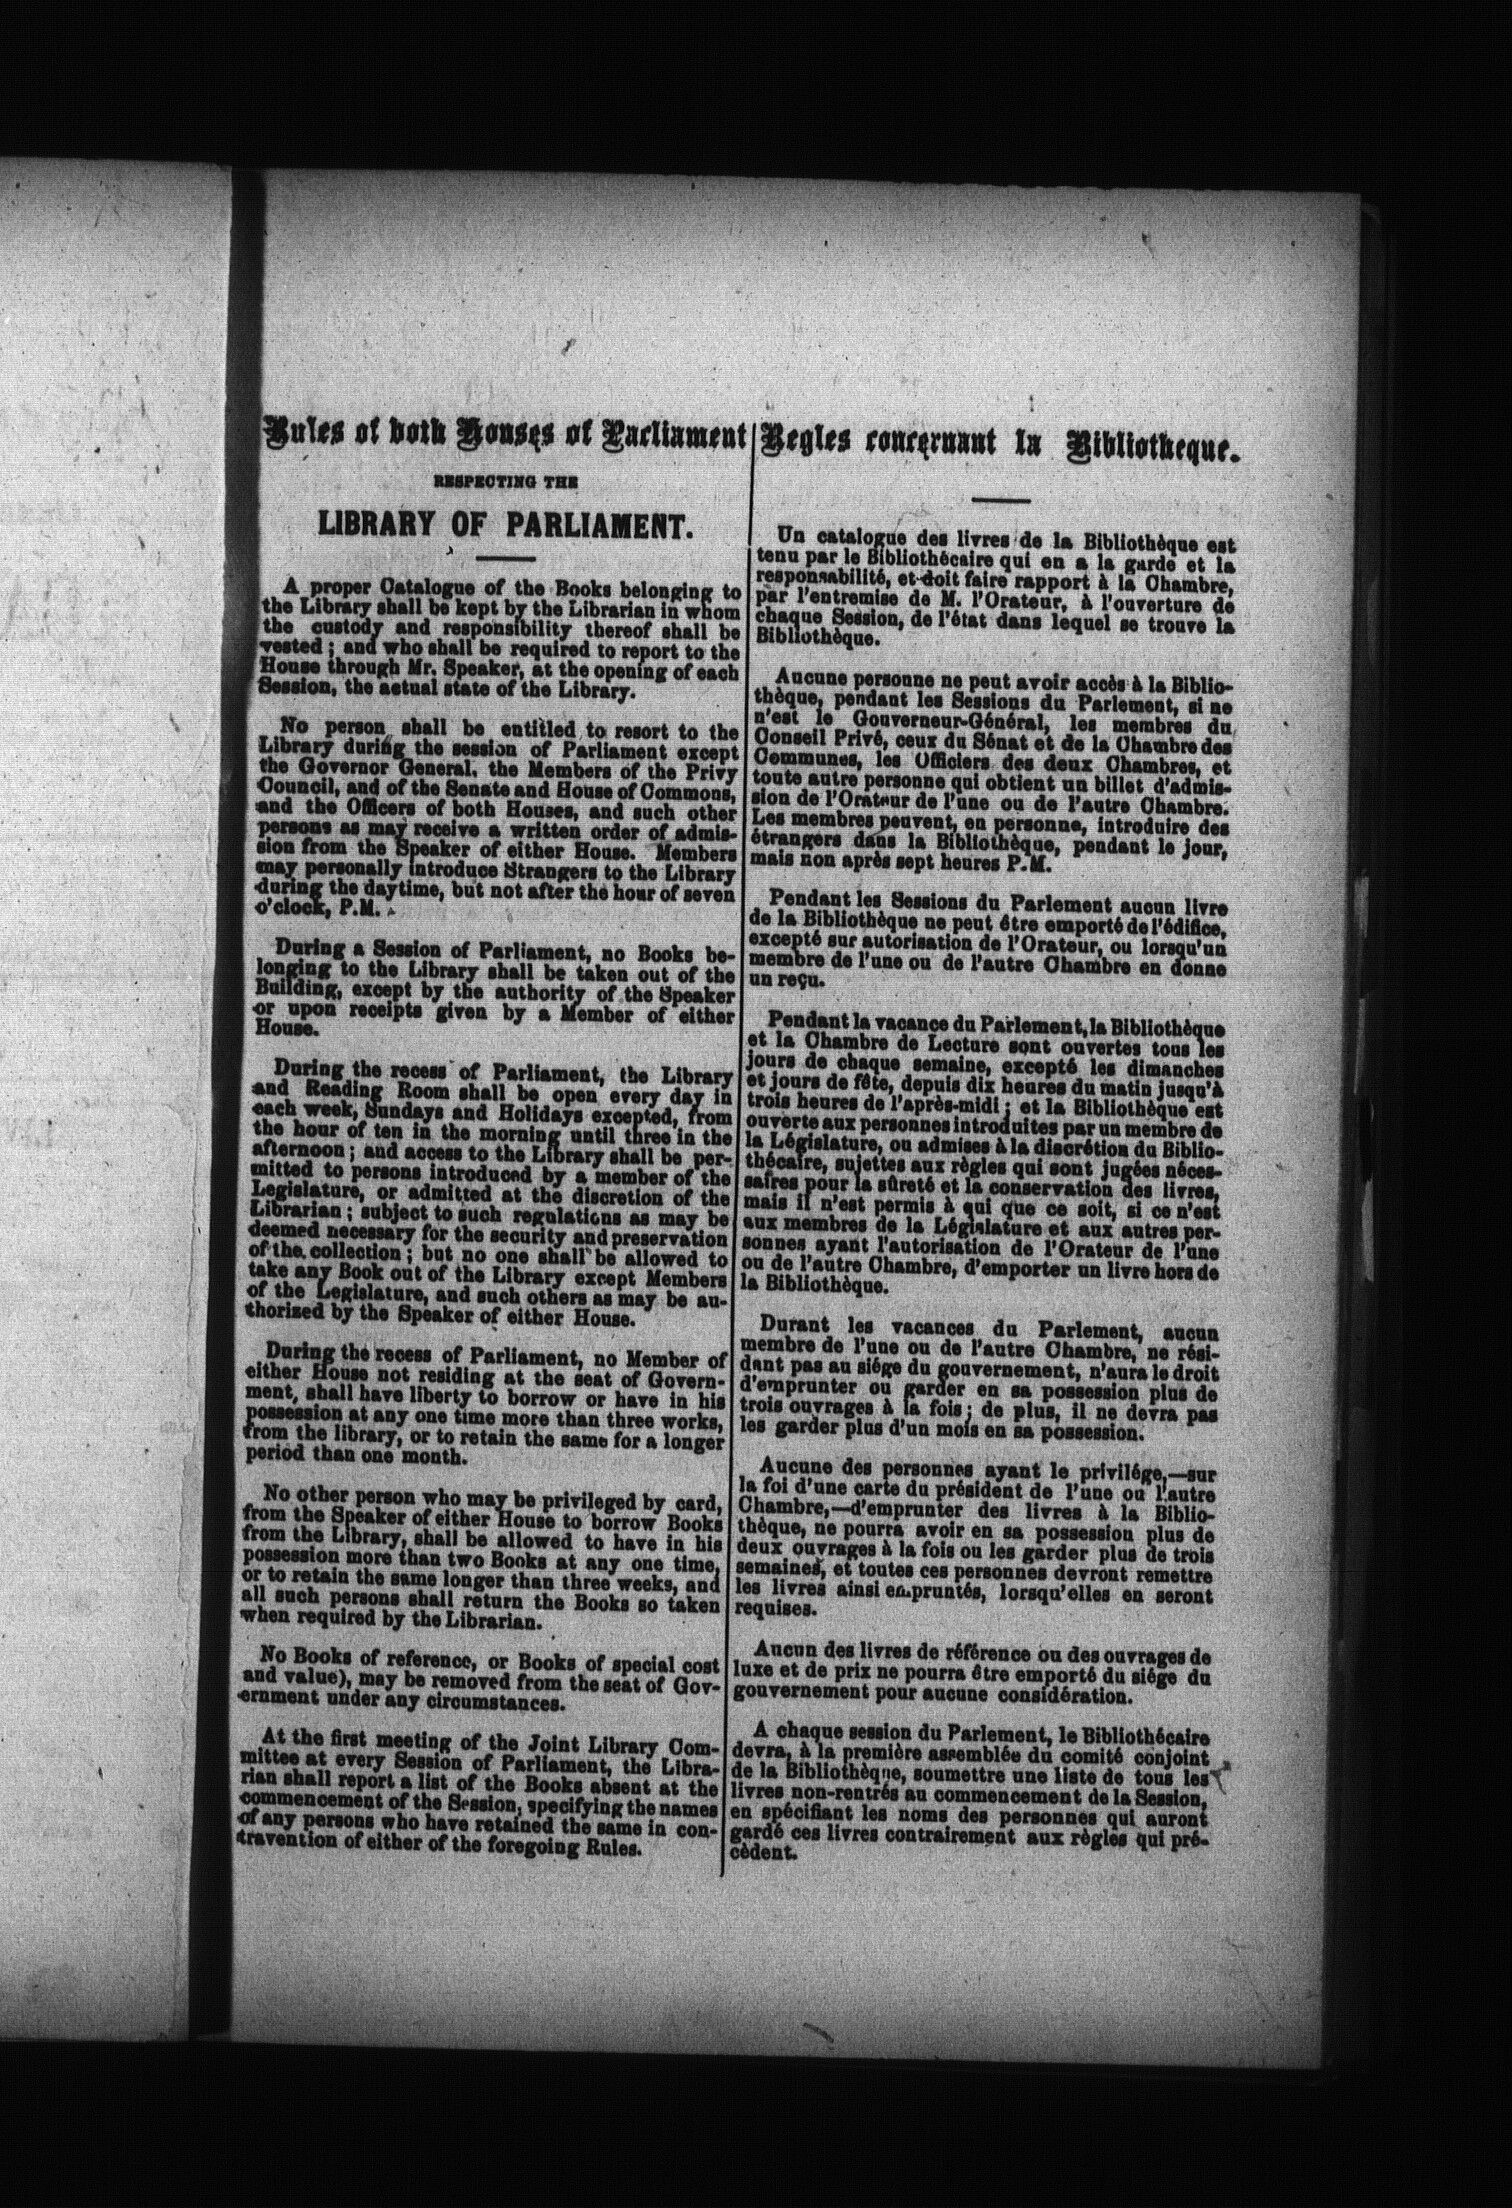 Rules of both Houses of Parliament
RESPECTING THE
LIBRARY OF PARLIAMENT.
A proper Catalogue of the Books belonging to
the Library shall be kept by the Librarian in whom
the custody and responsibility thereof shall be
vested; and who shall be required to report to the
House through Mr. Speaker, at the opening of each
Session, the actual state of the Library.
No person shall be entitled to resort to the
Library during the session of Parliament except
the Governor General, the Members of the Privy
Council, and of the Senate and House of Commons,
and the Officers of both Houses, and such other
persons as may receive a written order of admis-
sion from the Speaker of either House. Members
may personally introduce Strangers to the Library
during the daytime, but not after the hour of seven
o'clock, P.M.
During a Session of Parliament, no Books be-
longing to the Library shall be taken out of the
Building, except by the authority of the Speaker
or upon receipts given by a Member of either
House.
During the recess of Parliament, the Library
and Reading Room shall be open every day in
each week, Sundays and Holidays excepted, from
the hour of ten in the morning until three in the
afternoon; and access to the Library shall be per-
mitted to persons introduced by a member of the
Legislature, or admitted at the discretion of the
Librarian; subject to such regulations as may be
deemed necessary for the security and preservation
of the collection; but no one shall be allowed to
take any Book out of the Library except Members
of the Legislature, and such others as may be au-
thorized by the Speaker of either House.
During the recess of Parliament, no Member of
either House not residing at the seat of Govern-
ment, shall have liberty to borrow or have in his
possession at any one time more than three works,
from the library, or to retain the same for a longer
period than one month.
No other person who may be privileged by card,
from the Speaker of either House to borrow Books
from the Library, shall be allowed to have in his
possession more than two Books at any one time,
or to retain the same longer than three weeks, and
all such persons shall return the Books so taken
when required by the Librarian.
No Books of reference, or Books of special cost
and value), may be removed from the seat of Gov-
ernment under any circumstances.
At the first meeting of the Joint Library Com-
mittee at every Session of Parliament, the Libra-
rian shall report a list of the Books absent at the
commencement of the Session, specifying the names
of any persons who have retained the same in con-
travention of either of the foregoing Rules.
Regles concernant la Bibliotheque.
Un catalogue des livres de la Bibliothèque est
tenu par le Bibliothécaire qui en a la garde et la
responsabilité, et doit faire rapport à la Chambre,
par l'entremise de M. l'Orateur, à l'ouverture de
chaque Session, de l'état dans lequel se trouve la
Bibliothèque.
Aucune personne ne peut avoir accès à la Biblio-
thèque, pendant les Sessions du Parlement, si ne
n'est le Gouverneur-Général, les membres du
Conseil Privé, ceux du Sénat et de la Chambre des
Communes, les Officiers des deux Chambres, et
toute autre personne qui obtient un billet d'admis-
sion de l'Orateur de l'une ou de l'autre Chambre.
Les membres peuvent, en personne, introduire des
étrangers dans la Bibliothèque, pendant le jour,
mais non après sept heures P.M.
Pendant les Sessions du Parlement aucun livre
de la Bibliothèque ne peut être emporté de l'édifice,
excepté sur autorisation de l'Orateur, ou lorsqu'un
membre de l'une ou de l'autre Chambre en donne
un reçu.
Pendant la vacance du Parlement, la Bibliothèque
et la Chambre de Lecture sont ouvertes tous les
jours de chaque semaine, excepté les dimanches
et jours de fête, depuis dix heures du matin jusqu'à
trois heures de l'après-midi; et la Bibliothèque est
ouverte aux personnes introduites par un membre de
la Législature, ou admises à la discrétion du Biblio-
thécaire, sujettes aux règles qui sont jugées néces-
saires pour la sûreté et la conservation des livres,
mais il n'est permis à qui que ce soit, si ce n'est
aux membres de la Législature et aux autres per-
sonnes ayant l'autorisation de l'Orateur de l'une
ou de l'autre Chambre, d'emporter un livre hors de
la Bibliothèque.
Durant les vacances du Parlement, aucun
membre de l'une ou de l'autre Chambre, ne rési-
dant pas au siége du gouvernement, n'aura le droit
d'emprunter ou garder en sa possession plus de
trois ouvrages à la fois; de plus, il ne devra pas
les garder plus d'un mois en sa possession.
Aucune des personnes ayant le privilége,—sur
la foi d'une carte du président de l'une ou l'autre
Chambre,—d'emprunter des livres à la Biblio-
thèque, ne pourra avoir en sa possession plus de
deux ouvrages à la fois ou les garder plus de trois
semaines, et toutes ces personnes devront remettre
les livres ainsi empruntés, lorsqu'elles en seront
requises.
Aucun des livres de référence ou des ouvrages de
luxe et de prix ne pourra être emporté du siége du
gouvernement pour aucune considération.
A chaque session du Parlement, le Bibliothécaire
devra, à la première assemblée du comité conjoint
de la Bibliothèque, soumettre une liste de tous les
livres non-rentrés au commencement de la Session,
en spécifiant les noms des personnes qui auront
gardé ces livres contrairement aux règles qui pré-
cèdent.